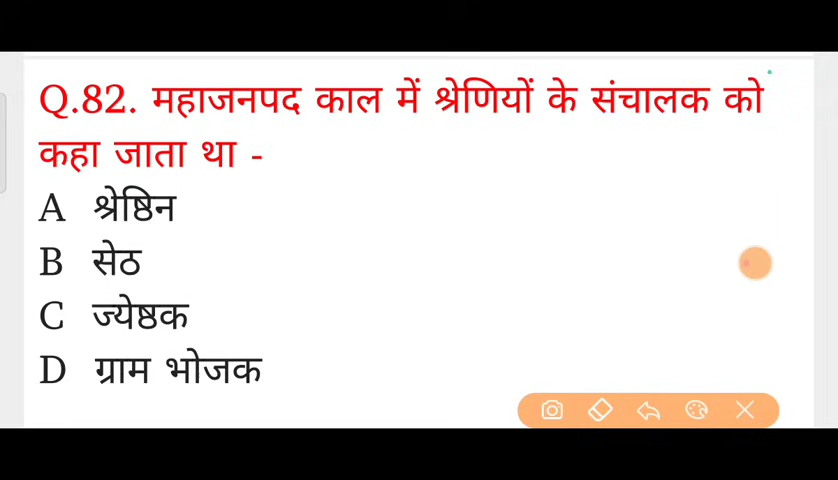 Q.82. महाजनपद काल में श्रेणियों के संचालक को
कहा जाता था -
A श्रेष्ठिन
B सेठ
C ज्येष्ठक
D ग्राम भोजक